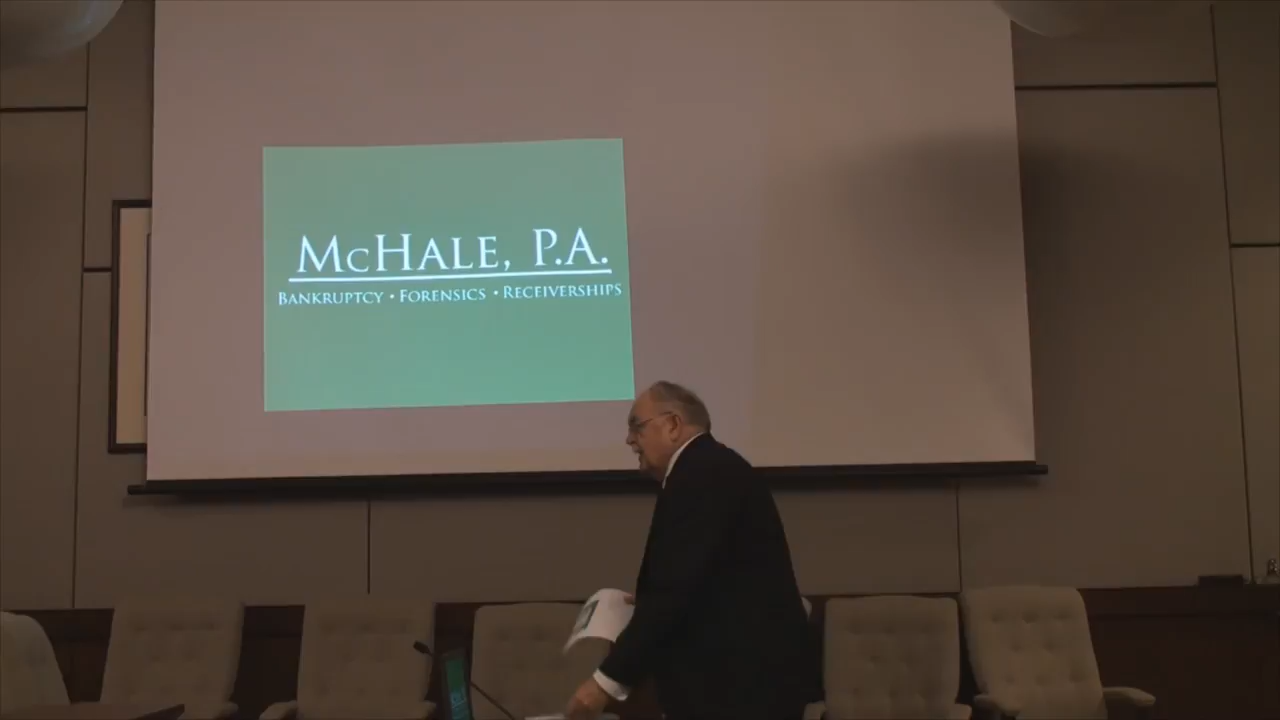 McHale, P.A.
Bankruptcy • Forensics • Receiverships